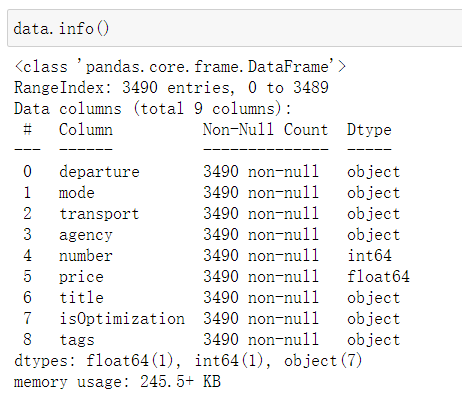 data.info()
<class 'pandas.core.frame.DataFrame'>
RangeIndex: 3490 entries, 0 to 3489
Data columns (total 9 columns):
 #   Column          Non-Null Count  Dtype
---  ------          --------------  -----
 0   departure       3490 non-null   object
 1   mode            3490 non-null   object
 2   transport       3490 non-null   object
 3   agency          3490 non-null   object
 4   number          3490 non-null   int64
 5   price           3490 non-null   float64
 6   title           3490 non-null   object
 7   isOptimization  3490 non-null   object
 8   tags            3490 non-null   object
dtypes: float64(1), int64(1), object(7)
memory usage: 245.5+ KB